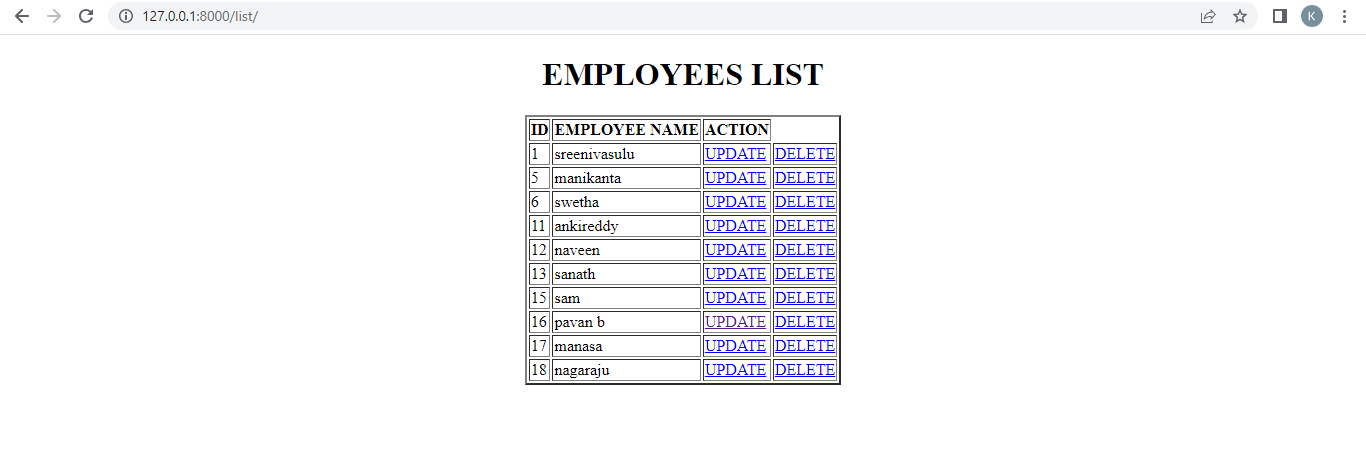 127.0.0.1:8000/list/
K
EMPLOYEES LIST
ID EMPLOYEE NAME ACTION
1 sreenivasulu UPDATE DELETE
5 manikanta UPDATE DELETE
6 swetha UPDATE DELETE
11 ankireddy UPDATE DELETE
12 naveen UPDATE DELETE
13 sanath UPDATE DELETE
15 sam UPDATE DELETE
16 pavan b UPDATE DELETE
17 manasa UPDATE DELETE
18 nagaraju UPDATE DELETE